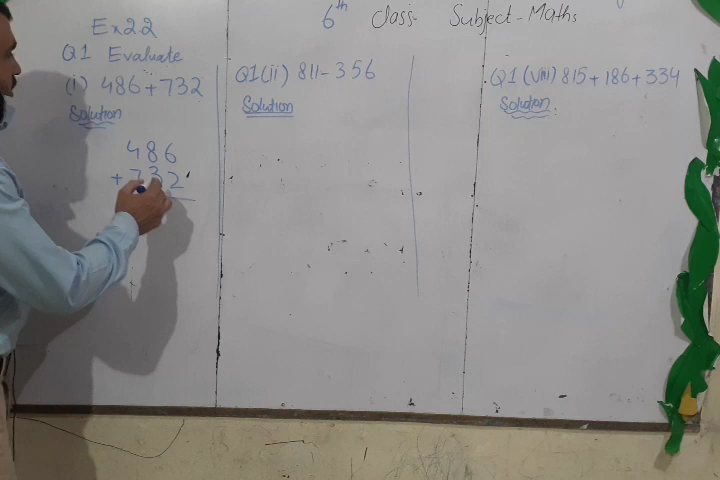 6th Class. Subject-Maths
Ex 2.2
Q1 Evaluate
(i) 486+732
Solution
486
+ 732
Q1(ii) 811-356
Solution
Q1 (viii) 815+186+334
Solution